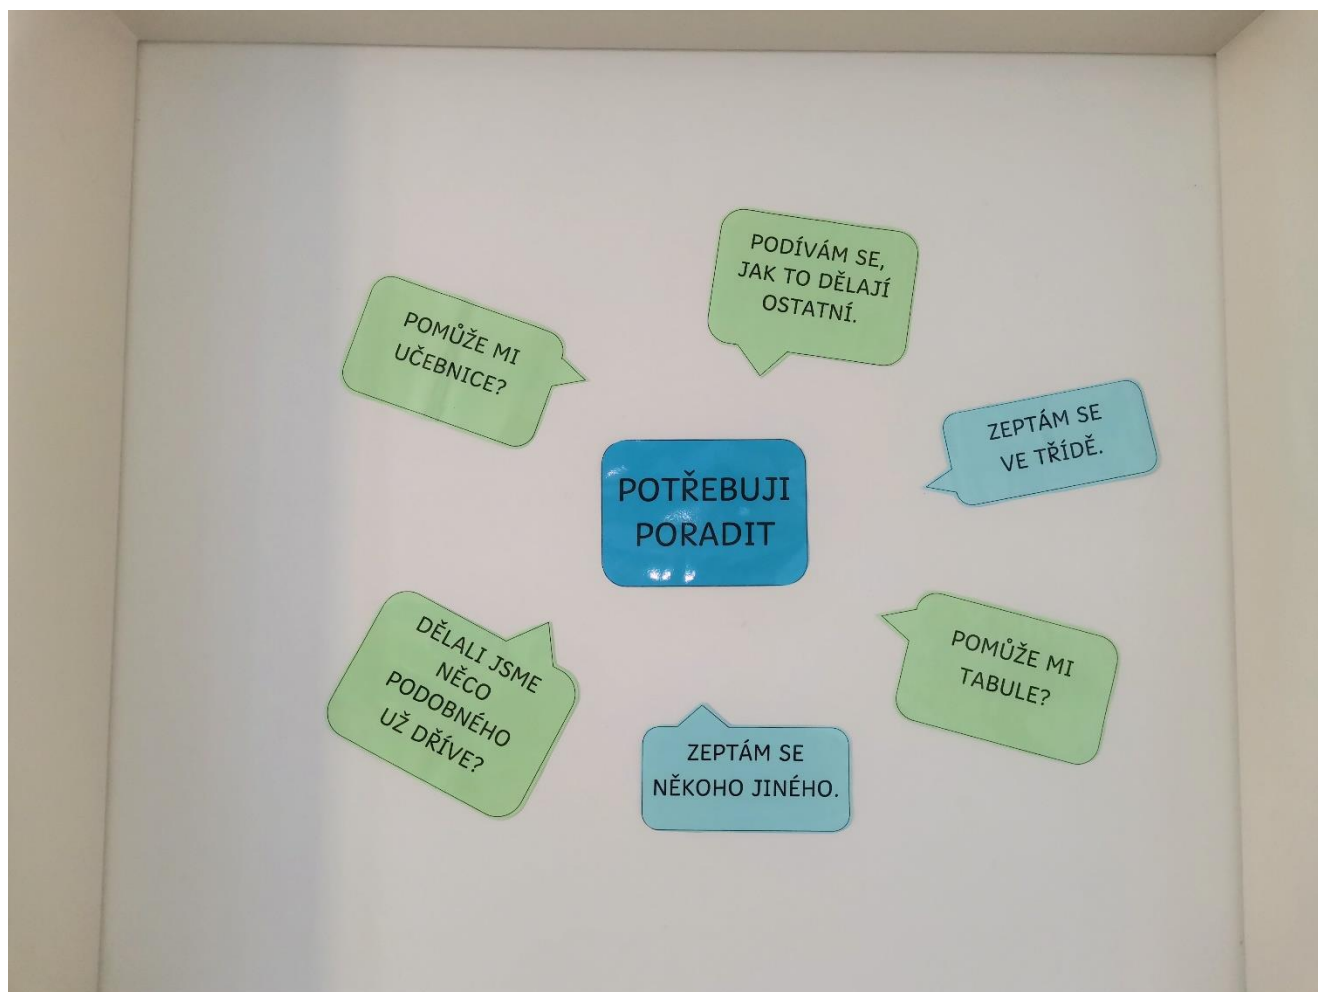 PODÍVÁM SE,
JAK TO DĚLAJÍ
OSTATNÍ.
POMŮŽE MI
UČEBNICE?
ZEPTÁM SE
VE TŘÍDĚ.
POTŘEBUJI
PORADIT
DĚLALI JSME
NĚCO
PODOBNÉHO
UŽ DŘÍVE?
POMŮŽE MI
TABULE?
ZEPTÁM SE
NĚKOHO JINÉHO.